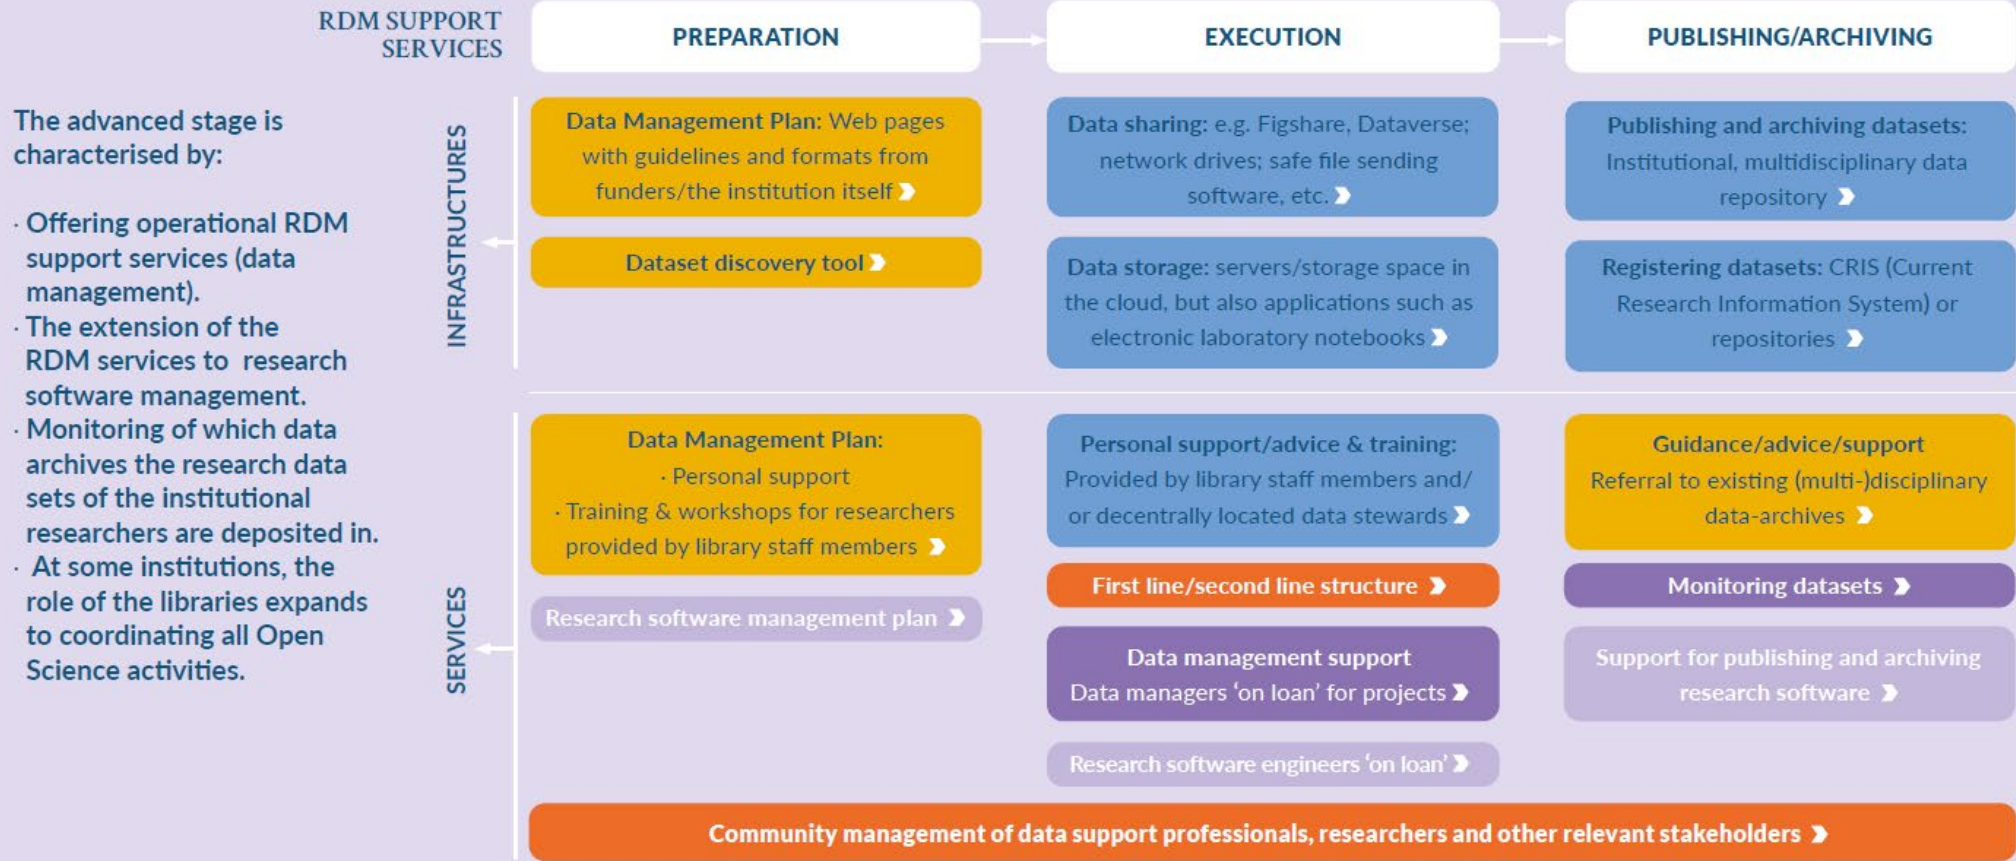 RDM SUPPORT
SERVICES
PREPARATION
EXECUTION
PUBLISHING/ARCHIVING
The advanced stage is
characterised by:
· Offering operational RDM
support services (data
management).
· The extension of the
RDM services to research
software management.
· Monitoring of which data
archives the research data
sets of the institutional
researchers are deposited in.
· At some institutions, the
role of the libraries expands
to coordinating all Open
Science activities.
INFRASTRUCTURES
Data Management Plan: Web pages
with guidelines and formats from
funders/the institution itself
Dataset discovery tool
Data sharing: e.g. Figshare, Dataverse;
network drives; safe file sending
software, etc.
Data storage: servers/storage space in
the cloud, but also applications such as
electronic laboratory notebooks
Publishing and archiving datasets:
Institutional, multidisciplinary data
repository
Registering datasets: CRIS (Current
Research Information System) or
repositories
SERVICES
Data Management Plan:
· Personal support
· Training & workshops for researchers
provided by library staff members
Research software management plan
Personal support/advice & training:
Provided by library staff members and/
or decentrally located data stewards
First line/second line structure
Data management support
Data managers ‘on loan’ for projects
Research software engineers ‘on loan’
Guidance/advice/support
Referral to existing (multi-)disciplinary
data-archives
Monitoring datasets
Support for publishing and archiving
research software
Community management of data support professionals, researchers and other relevant stakeholders